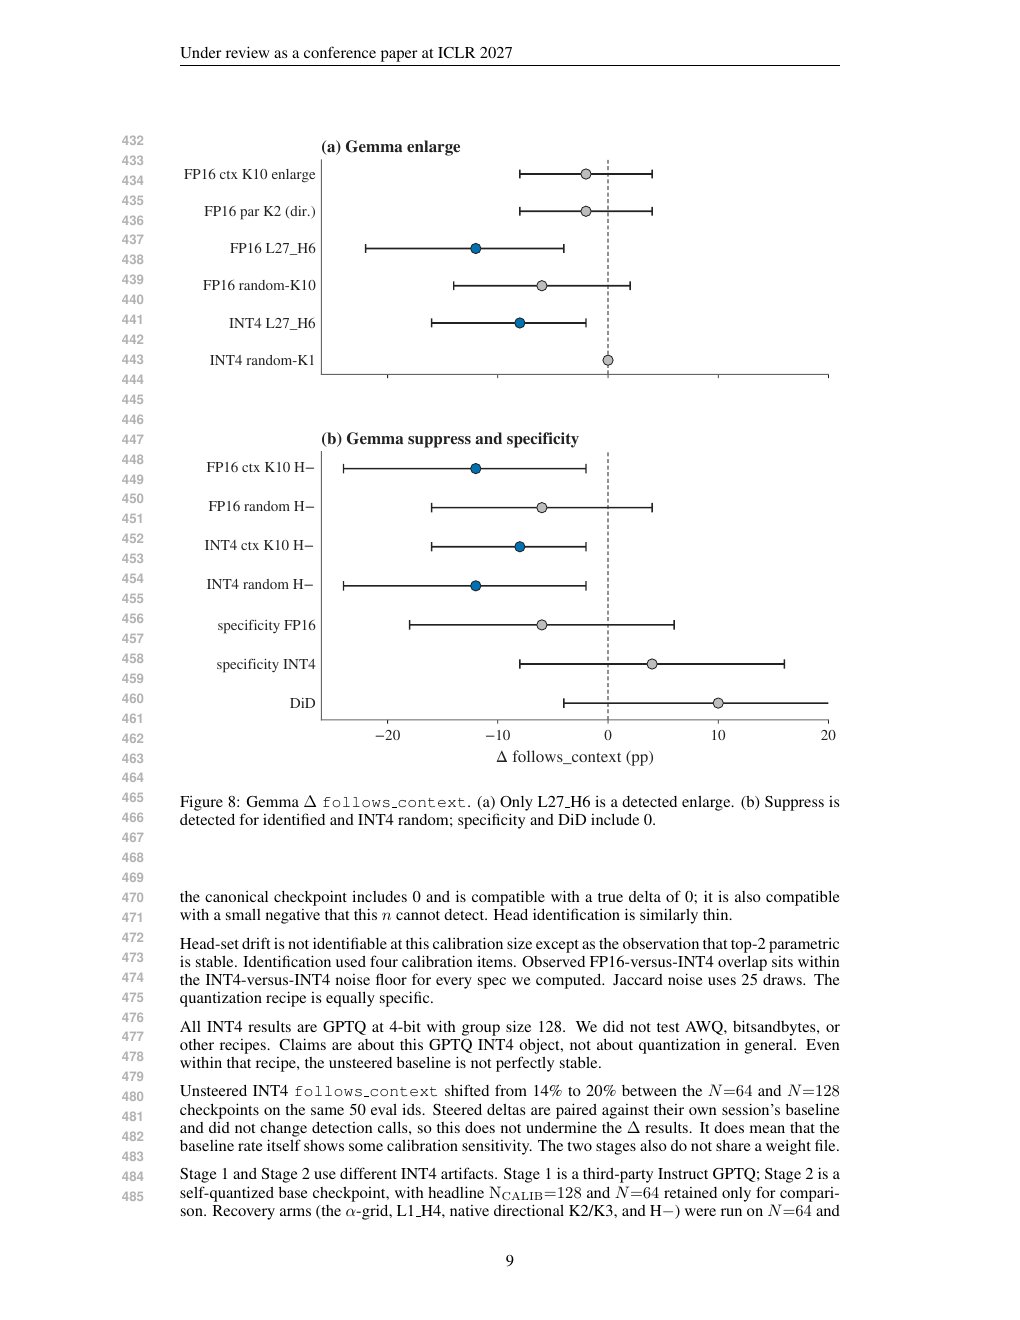 Under review as a conference paper at ICLR 2027
432
433
434
435
436
437
438
439
440
441
442
443
444
445
446
447
448
449
450
451
452
453
454
455
456
457
458
459
460
461
462
463
464
465
466
467
468
469
470
471
472
473
474
475
476
477
478
479
480
481
482
483
484
485
(a) Gemma enlarge
FP16 ctx K10 enlarge
FP16 par K2 (dir.)
FP16 L27_H6
FP16 random-K10
INT4 L27_H6
INT4 random-K1
(b) Gemma suppress and specificity
FP16 ctx K10 H−
FP16 random H−
INT4 ctx K10 H−
INT4 random H−
specificity FP16
specificity INT4
DiD
−20 −10 0 10 20
Δ follows_context (pp)
Figure 8: Gemma Δ follows_context. (a) Only L27_H6 is a detected enlarge. (b) Suppress is
detected for identified and INT4 random; specificity and DiD include 0.
the canonical checkpoint includes 0 and is compatible with a true delta of 0; it is also compatible
with a small negative that this n cannot detect. Head identification is similarly thin.
Head-set drift is not identifiable at this calibration size except as the observation that top-2 parametric
is stable. Identification used four calibration items. Observed FP16-versus-INT4 overlap sits within
the INT4-versus-INT4 noise floor for every spec we computed. Jaccard noise uses 25 draws. The
quantization recipe is equally specific.
All INT4 results are GPTQ at 4-bit with group size 128. We did not test AWQ, bitsandbytes, or
other recipes. Claims are about this GPTQ INT4 object, not about quantization in general. Even
within that recipe, the unsteered baseline is not perfectly stable.
Unsteered INT4 follows_context shifted from 14% to 20% between the N=64 and N=128
checkpoints on the same 50 eval ids. Steered deltas are paired against their own session's baseline
and did not change detection calls, so this does not undermine the Δ results. It does mean that the
baseline rate itself shows some calibration sensitivity. The two stages also do not share a weight file.
Stage 1 and Stage 2 use different INT4 artifacts. Stage 1 is a third-party Instruct GPTQ; Stage 2 is a
self-quantized base checkpoint, with headline NCALIB=128 and N=64 retained only for compari-
son. Recovery arms (the α-grid, L1_H4, native directional K2/K3, and H−) were run on N=64 and
9